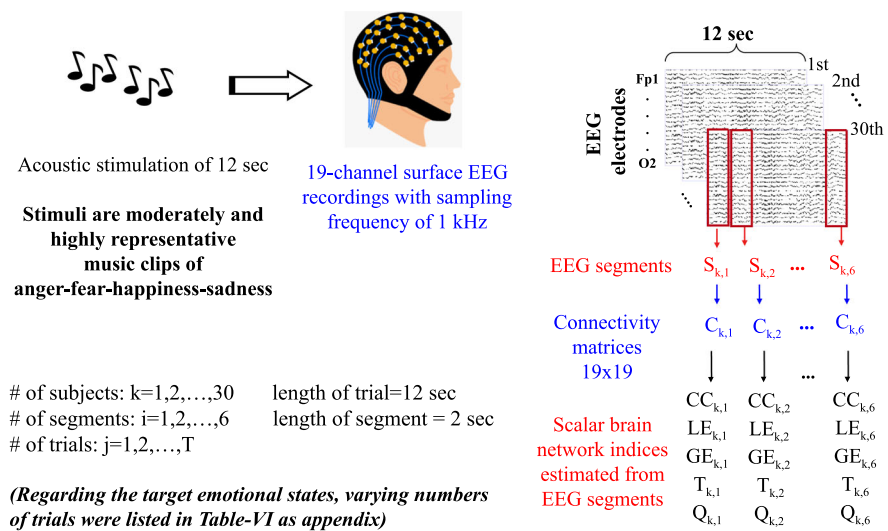 Acoustic stimulation of 12 sec
Stimuli are moderately and
highly representative
music clips of
anger-fear-happiness-sadness
19-channel surface EEG
recordings with sampling
frequency of 1 kHz
12 sec
1st
2nd
30th
EEG
electrodes
Fp1
O2
EEG segments
S_{k,1} S_{k,2} ... S_{k,6}
Connectivity
matrices
19x19
C_{k,1} C_{k,2} ... C_{k,6}
...
Scalar brain
network indices
estimated from
EEG segments
CC_{k,1} CC_{k,2} CC_{k,6}
LE_{k,1} LE_{k,2} LE_{k,6}
GE_{k,1} GE_{k,2} GE_{k,6}
T_{k,1} T_{k,2} T_{k,6}
Q_{k,1} Q_{k,2} Q_{k,6}
# of subjects: k=1,2,…,30 length of trial=12 sec
# of segments: i=1,2,…,6 length of segment = 2 sec
# of trials: j=1,2,…,T
(Regarding the target emotional states, varying numbers
of trials were listed in Table-VI as appendix)